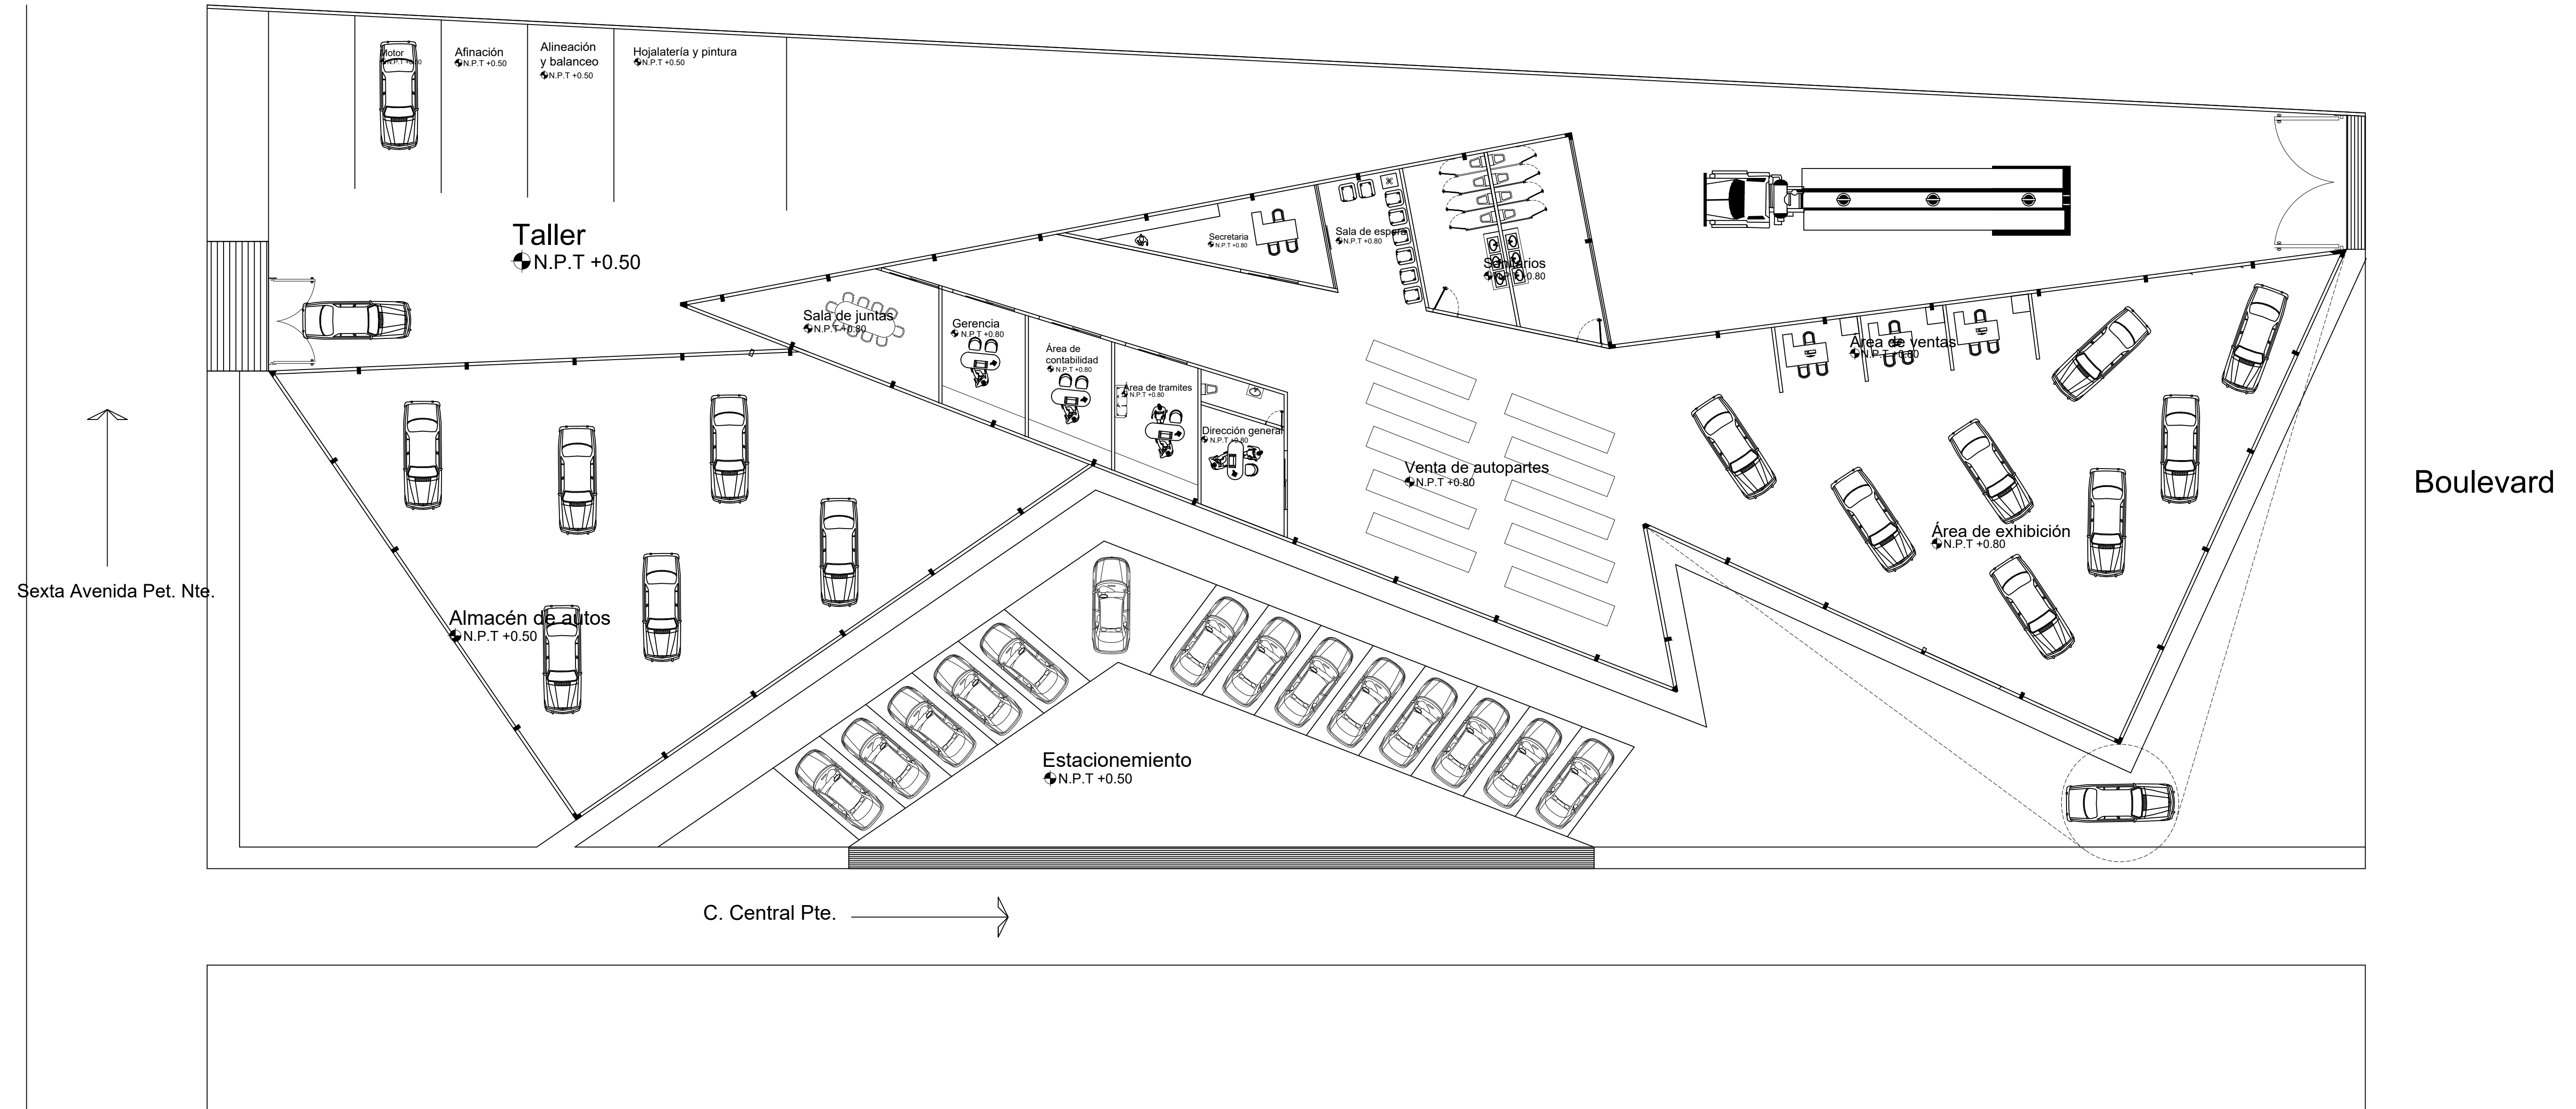 Motor
N.P.T +0.50
Afinación
N.P.T +0.50
Alineación
y balanceo
N.P.T +0.50
Hojalatería y pintura
N.P.T +0.50
Taller
N.P.T +0.50
Secretaria
N.P.T +0.80
Sala de espera
N.P.T +0.80
Sanitarios
N.P.T +0.80
Sala de juntas
N.P.T +0.80
Gerencia
N.P.T +0.80
Área de
contabilidad
N.P.T +0.80
Área de tramites
N.P.T +0.80
Dirección general
N.P.T +0.80
Área de ventas
N.P.T +0.80
Venta de autopartes
N.P.T +0.80
Área de exhibición
N.P.T +0.80
Boulevard
Sexta Avenida Pet. Nte.
Almacén de autos
N.P.T +0.50
Estacionemiento
N.P.T +0.50
C. Central Pte.